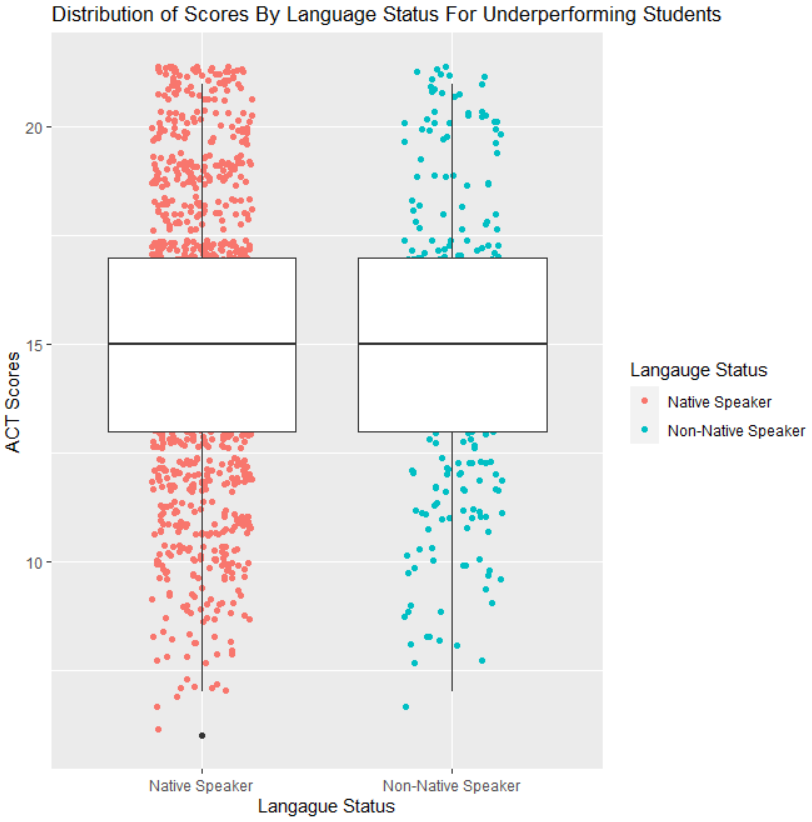 Distribution of Scores By Language Status For Underperforming Students
20
15
10
ACT Scores
Native Speaker
Non-Native Speaker
Langague Status
Langauge Status
Native Speaker
Non-Native Speaker